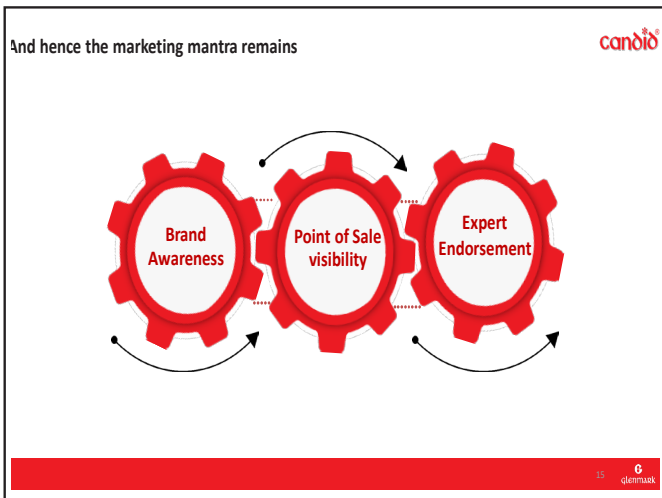 And hence the marketing mantra remains
candid®
Brand
Awareness
Point of Sale
visibility
Expert
Endorsement
15
G
glenmark